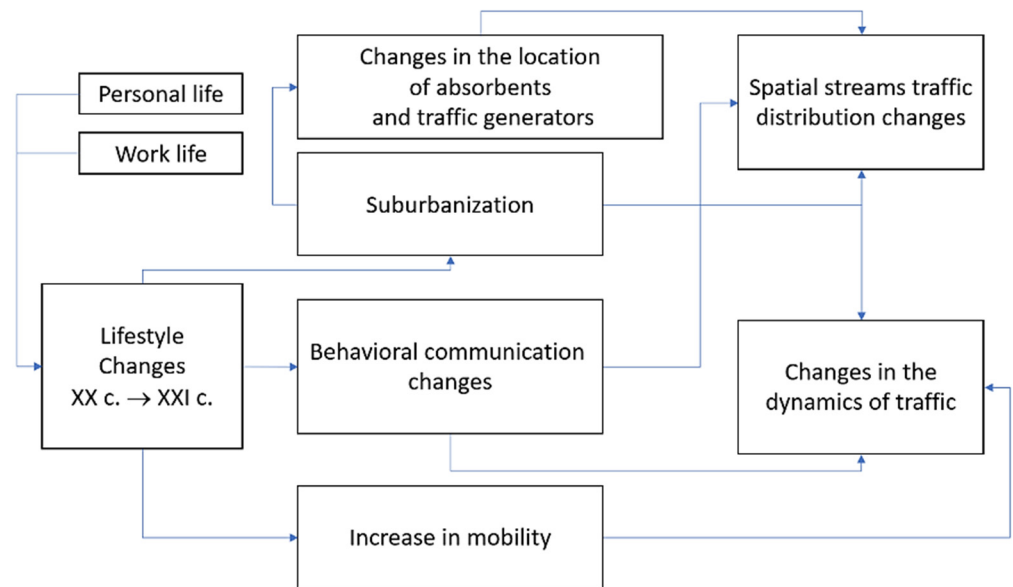 Changes in the location
of absorbents
and traffic generators
Spatial streams traffic
distribution changes
Personal life
Work life
Suburbanization
Lifestyle
Changes
XX c. → XXI c.
Behavioral communication
changes
Changes in the
dynamics of traffic
Increase in mobility